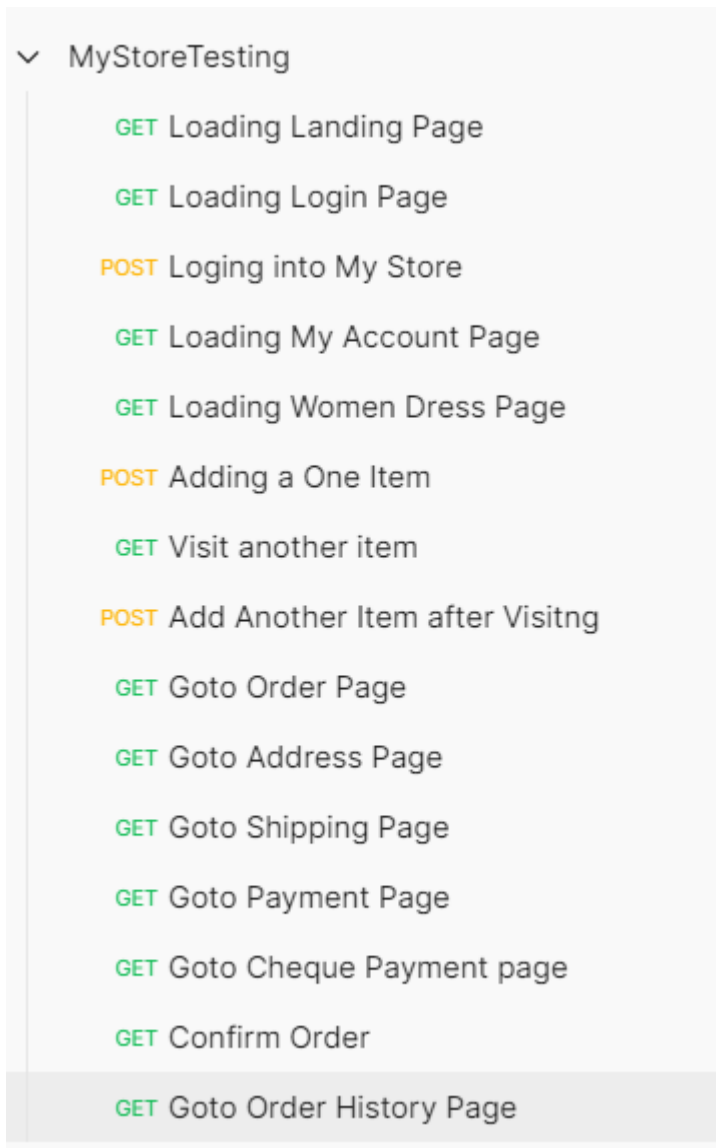 MyStoreTesting
GET Loading Landing Page
GET Loading Login Page
POST Loging into My Store
GET Loading My Account Page
GET Loading Women Dress Page
POST Adding a One Item
GET Visit another item
POST Add Another Item after Visitng
GET Goto Order Page
GET Goto Address Page
GET Goto Shipping Page
GET Goto Payment Page
GET Goto Cheque Payment page
GET Confirm Order
GET Goto Order History Page